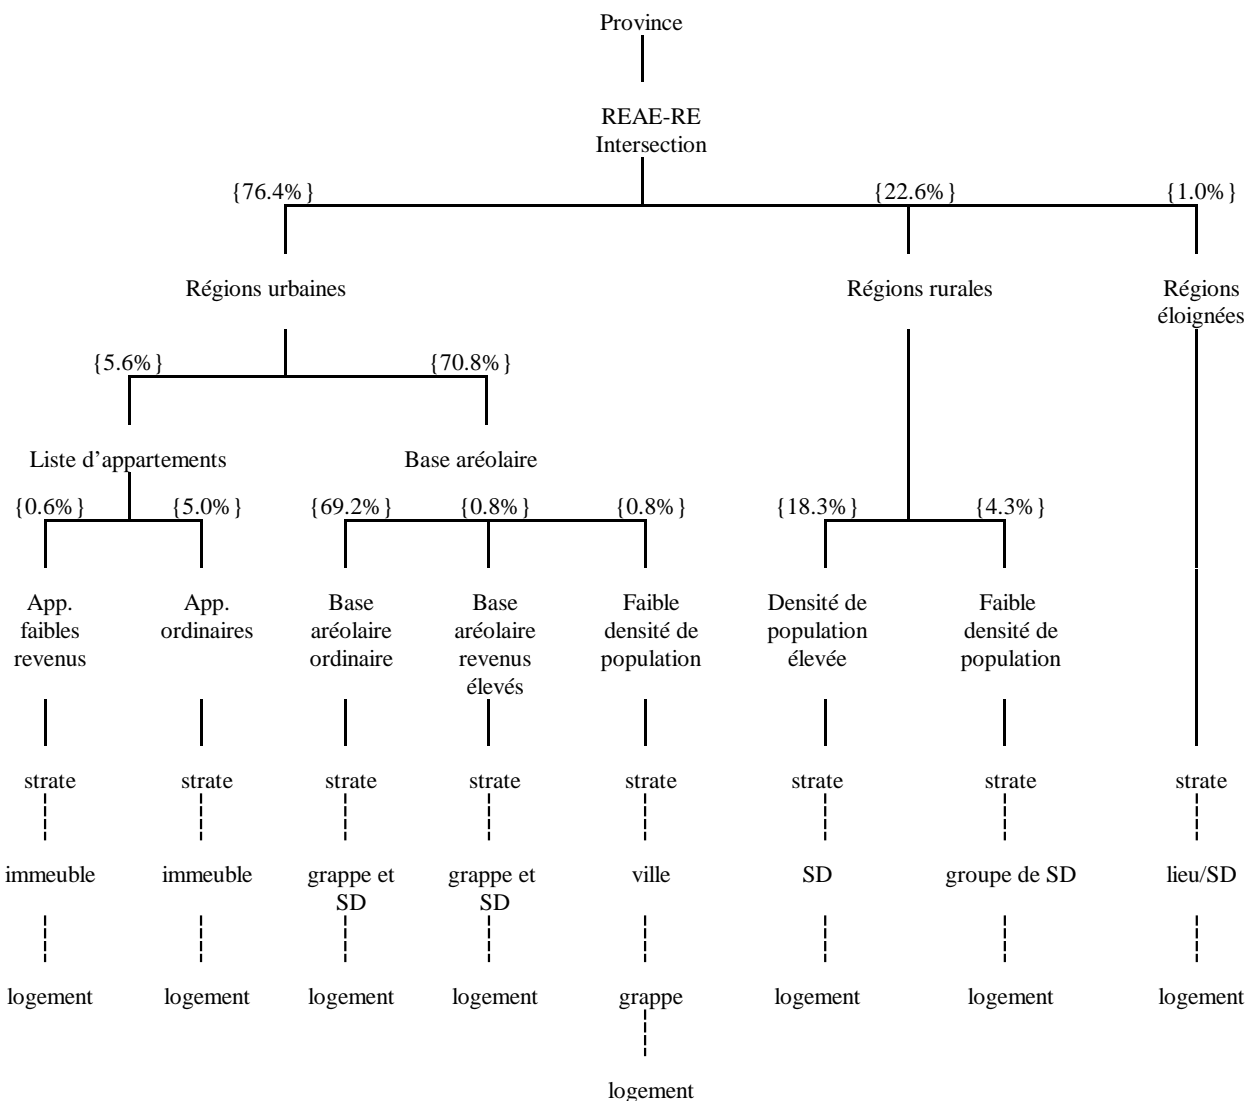 Province
REAE-RE
Intersection
{76.4%}
{22.6%}
{1.0%}
Régions urbaines
Régions rurales
Régions
éloignées
{5.6%}
{70.8%}
Liste d'appartements
Base aréolaire
{0.6%}
{5.0%}
{69.2%}
{0.8%}
{0.8%}
{18.3%}
{4.3%}
App.
faibles
revenus
App.
ordinaires
Base
aréolaire
ordinaire
Base
aréolaire
revenus
élevés
Faible
densité de
population
Densité de
population
élevée
Faible
densité de
population
strate
strate
strate
strate
strate
strate
strate
strate
immeuble
immeuble
grappe et
SD
grappe et
SD
ville
SD
groupe de SD
lieu/SD
logement
logement
logement
logement
grappe
logement
logement
logement
logement